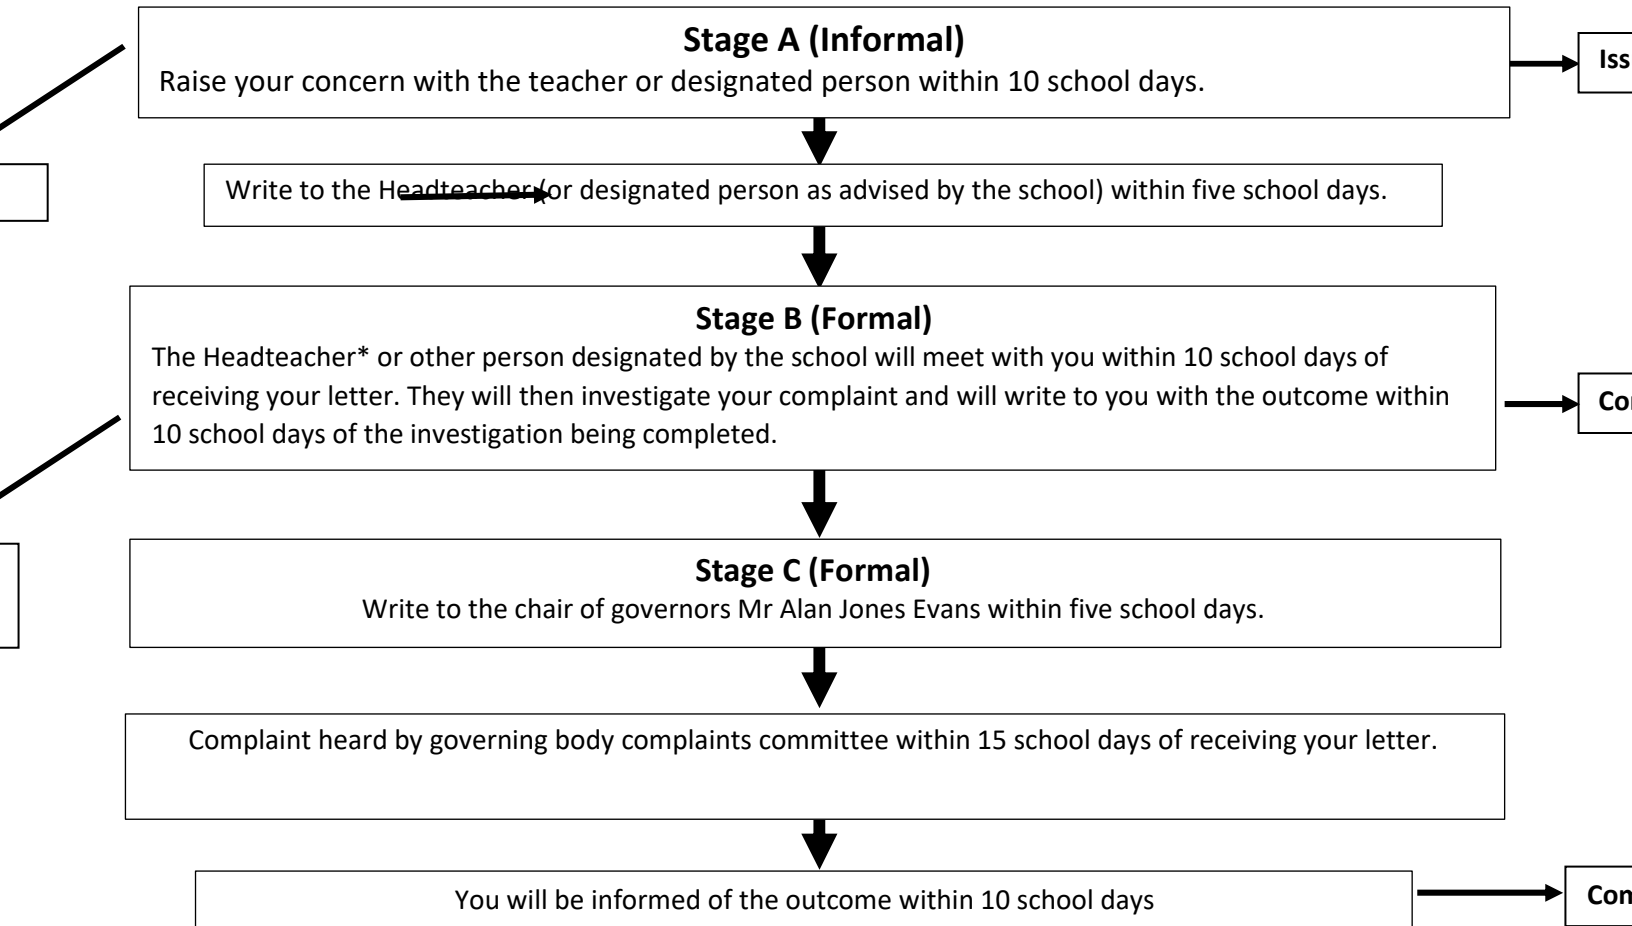 Stage A (Informal)
Raise your concern with the teacher or designated person within 10 school days.
Iss
Write to the Headteacher (or designated person as advised by the school) within five school days.
Stage B (Formal)
The Headteacher* or other person designated by the school will meet with you within 10 school days of
receiving your letter. They will then investigate your complaint and will write to you with the outcome within
10 school days of the investigation being completed.
Co
Stage C (Formal)
Write to the chair of governors Mr Alan Jones Evans within five school days.
Complaint heard by governing body complaints committee within 15 school days of receiving your letter.
You will be informed of the outcome within 10 school days
Com